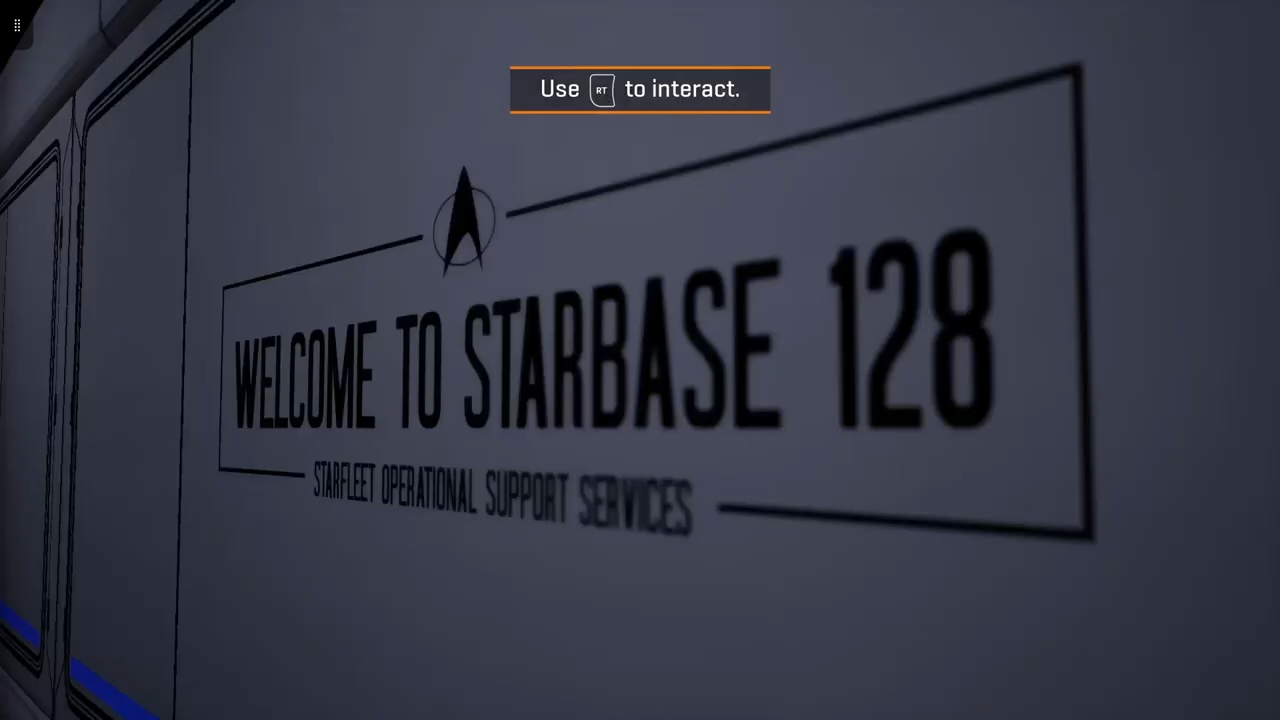 Use RT to interact.
WELCOME TO STARBASE 128
STARFLEET OPERATIONAL SUPPORT SERVICES